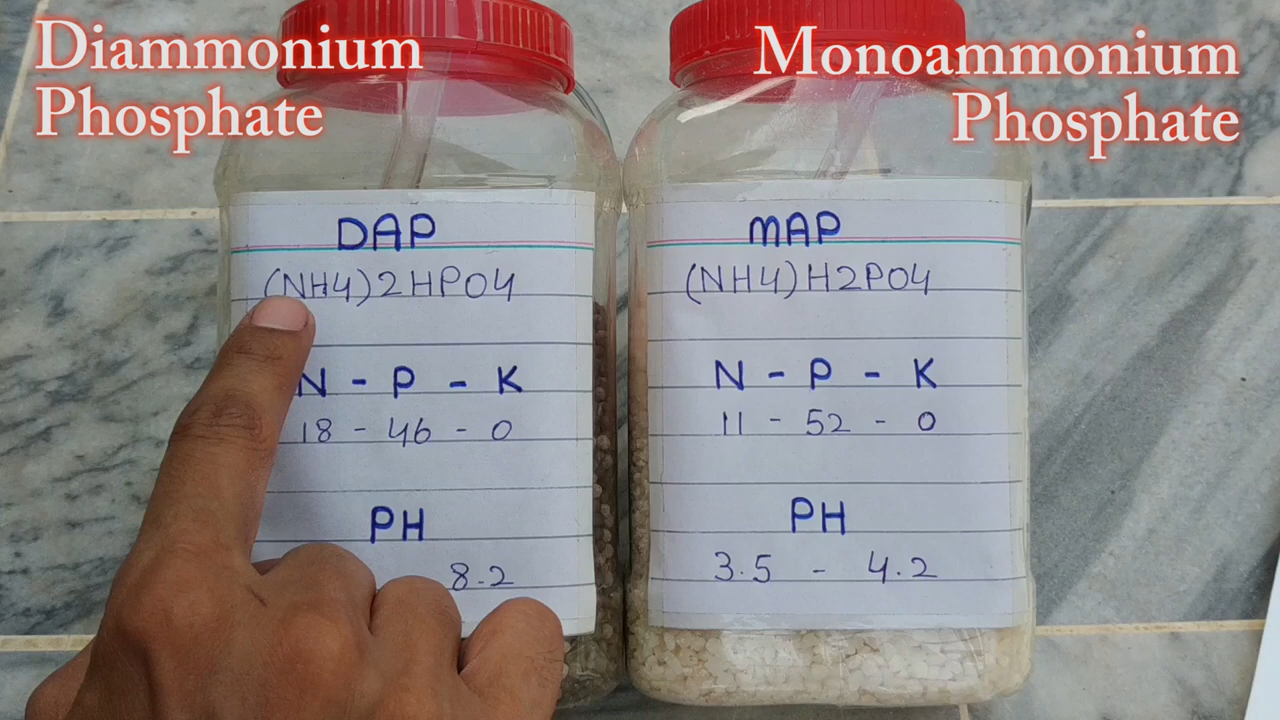 Diammonium
Phosphate
Monoammonium
Phosphate
DAP
(NH4)2HPO4
N - P - K
18 - 46 - 0
PH
8.2
MAP
(NH4)H2PO4
N - P - K
11 - 52 - 0
PH
3.5 - 4.2